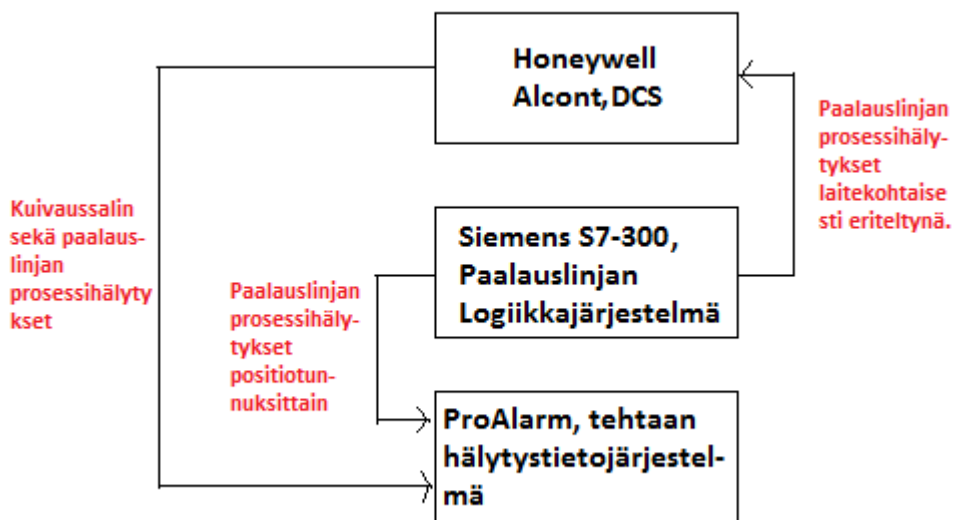 Honeywell
Alcont,DCS
Paalauslinjan
prosessihäly-
tykset
laitekohtaise
sti eriteltynä.
Kuivaussalin
sekä paalaus-
linjan
prosessihälyty
kset
Siemens S7-300,
Paalauslinjan
Logiikkajärjestelmä
Paalauslinjan
prosessihäly-
tykset
positiotun-
nuksittain
ProAlarm, tehtaan
hälytystietojärjestel-
mä